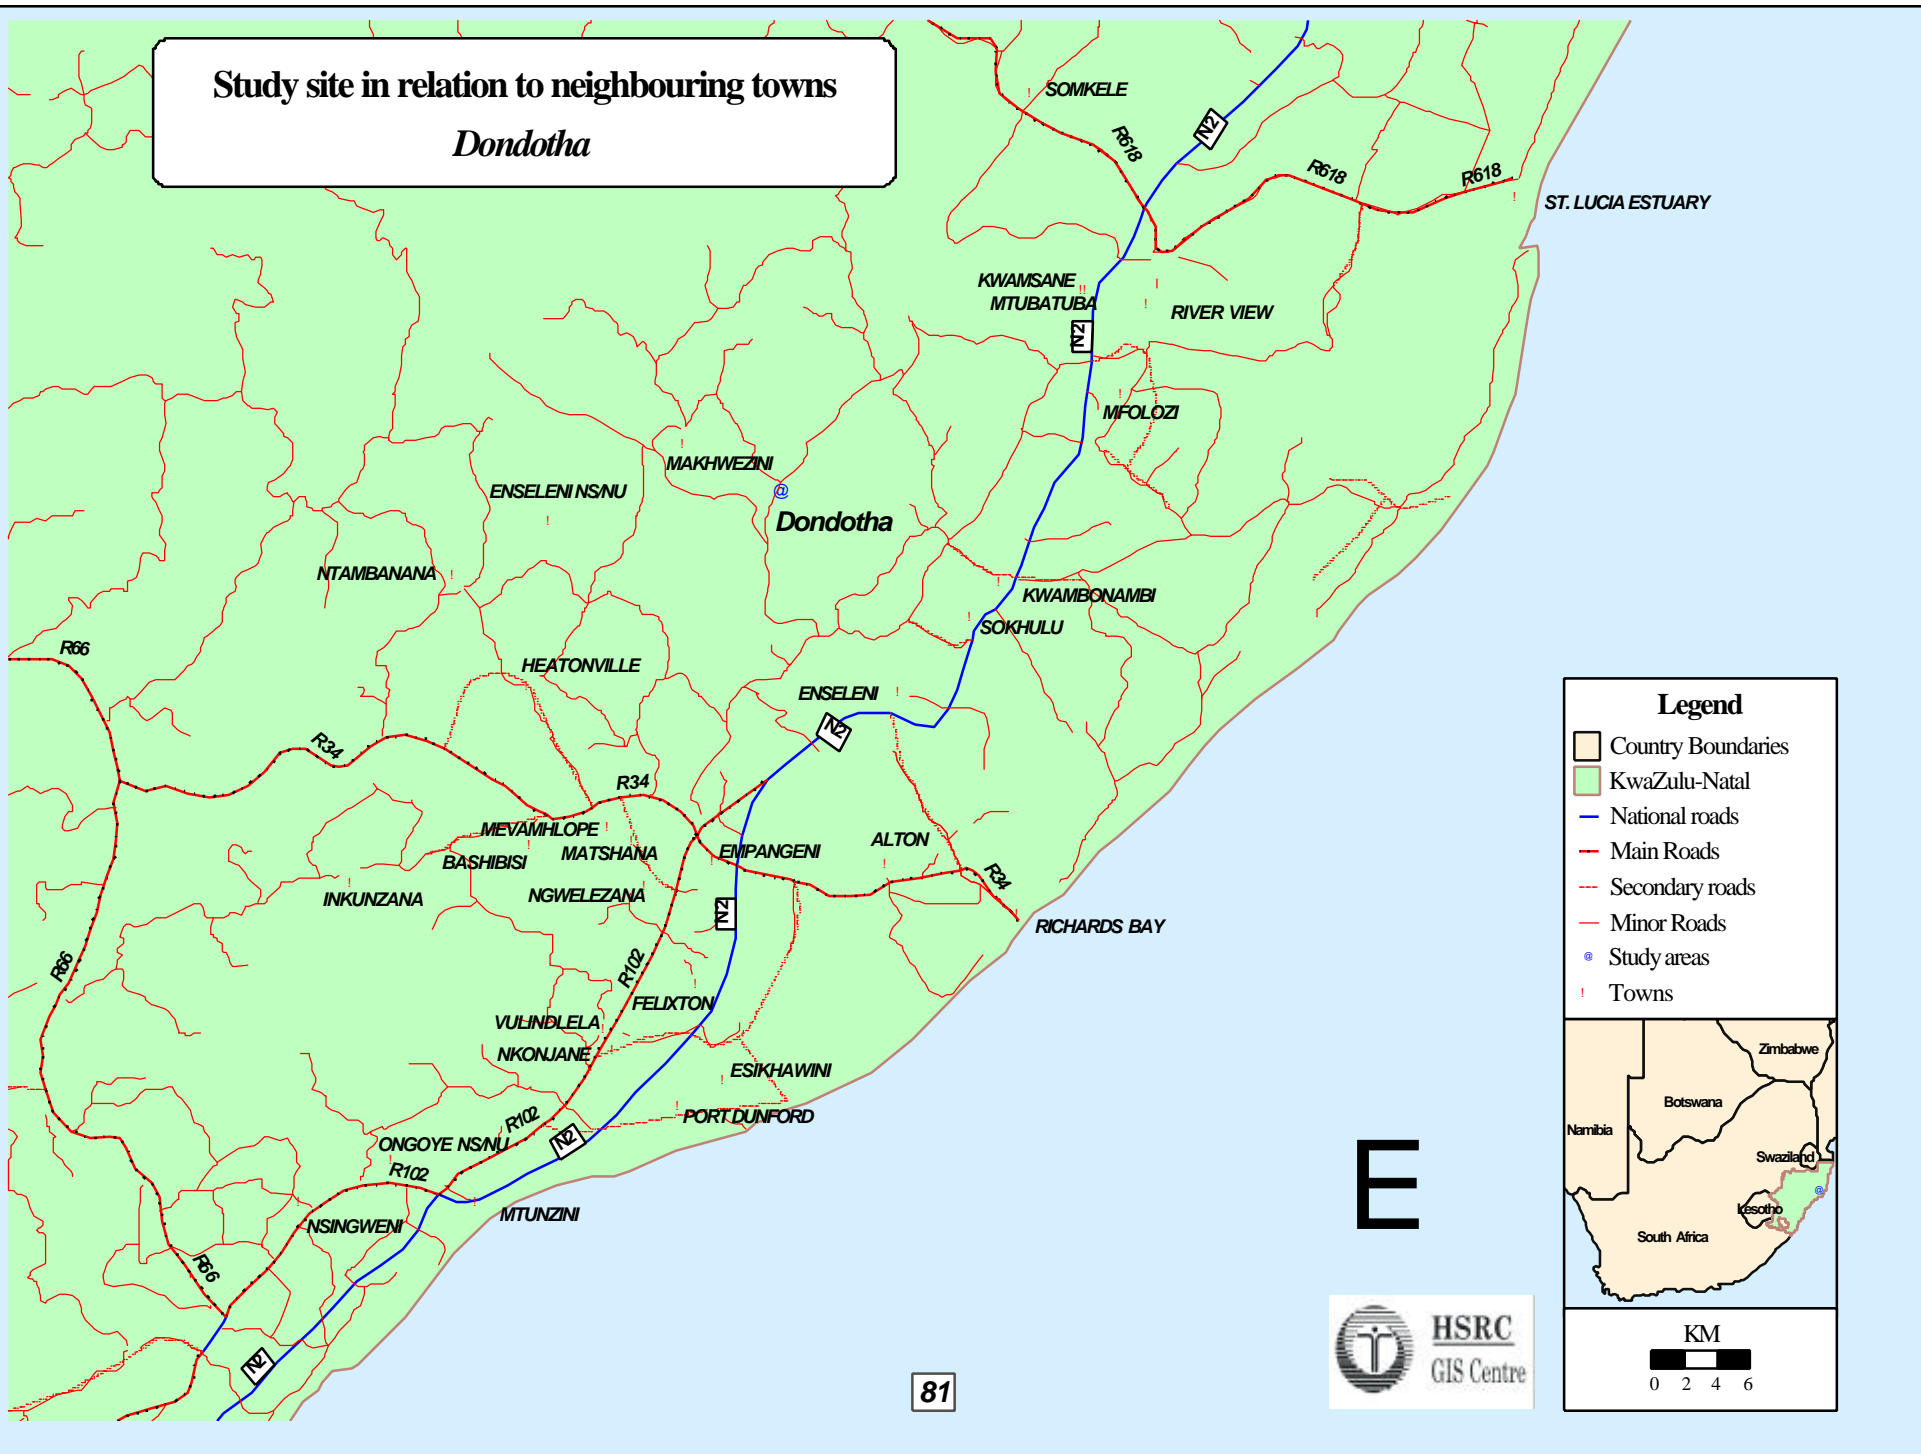 Study site in relation to neighbouring towns
Dondotha
SOMKELE
N2
R618
R618
R618
ST. LUCIA ESTUARY
KWAMSANE
MTUBATUBA
RIVER VIEW
N2
MFOLOZI
MAKHWEZINI
ENSELENI NS/NU
@
Dondotha
NTAMBANANA
KWAMBONAMBI
SOKHULU
R66
HEATONVILLE
ENSELENI
N2
R34
R34
MEVAMHLOPE
BASHIBISI
MATSHANA
EMPANGENI
ALTON
R34
INKUNZANA
NGWELEZANA
N2
RICHARDS BAY
R66
R102
FELIXTON
VULINDLELA
NKONJANE
ESIKHAWINI
PORT DUNFORD
R102
N2
ONGOYE NS/NU
R102
NSINGWENI
MTUNZINI
R66
N2
81
E
HSRC
GIS Centre
Legend
Country Boundaries
KwaZulu-Natal
National roads
Main Roads
Secondary roads
Minor Roads
@ Study areas
! Towns
Zimbabwe
Botswana
Namibia
Swaziland
@
Lesotho
South Africa
KM
0 2 4 6